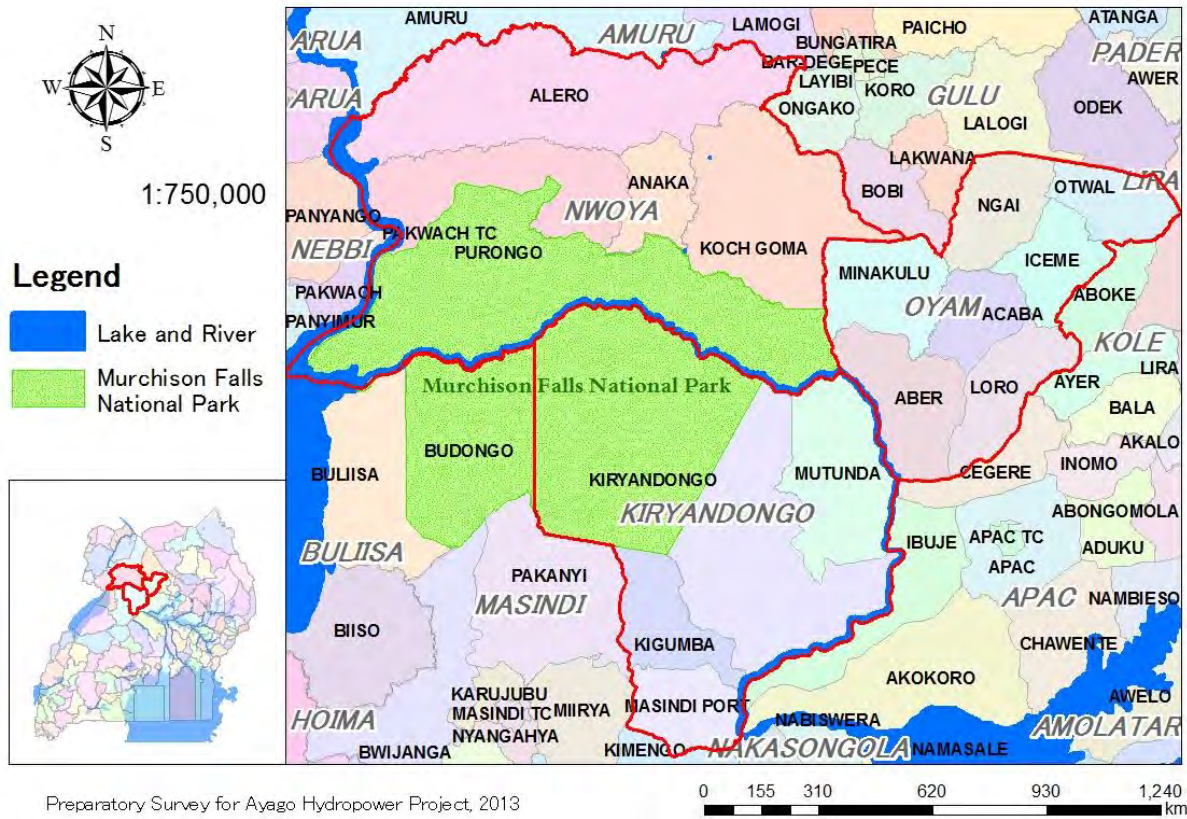 N
W
E
S
1:750,000
Legend
Lake and River
Murchison Falls
National Park
AMURU
LAMOGI
PAICHO
ATANGA
ARUA
AMURU
BUNGATIRA
PADER
BAR-DEGE
PECE
AWER
ARUA
ALERO
LAYIBI
KORO
GULU
ODEK
ONGAKO
LALOGI
LAKWANA
ANAKA
BOBI
OTWAL
LIRA
PANYANGO
NWOYA
NGAI
NEBBI
PAKWACH TC
PURONGO
KOCH GOMA
MINAKULU
ICEME
PAKWACH
OYAM
ACABA
ABOKE
PANYIMUR
KOLE
Murchison Falls National Park
ABER
LORO
AYER
LIRA
BALA
BULIISA
BUDONGO
KIRYANDONGO
MUTUNDA
CEGERE
INOMO
AKALO
KIRYANDONGO
ABONGOMOLA
BULIISA
IBUJE
APAC TC
ADUKU
PAKANYI
APAC
MASINDI
APAC
NAMBIESO
BIISO
KIGUMBA
CHAWENTE
AKOKORO
KARUJUBU
MASINDI TC
MIIRYA
MASINDI PORT
AWELO
HOIMA
NYANGAHYA
NABISWERA
AMOLATAR
BWIJANGA
KIMENGO
NAKASONGOLA
NAMASALE
Preparatory Survey for Ayago Hydropower Project, 2013
0 155 310 620 930 1,240
km